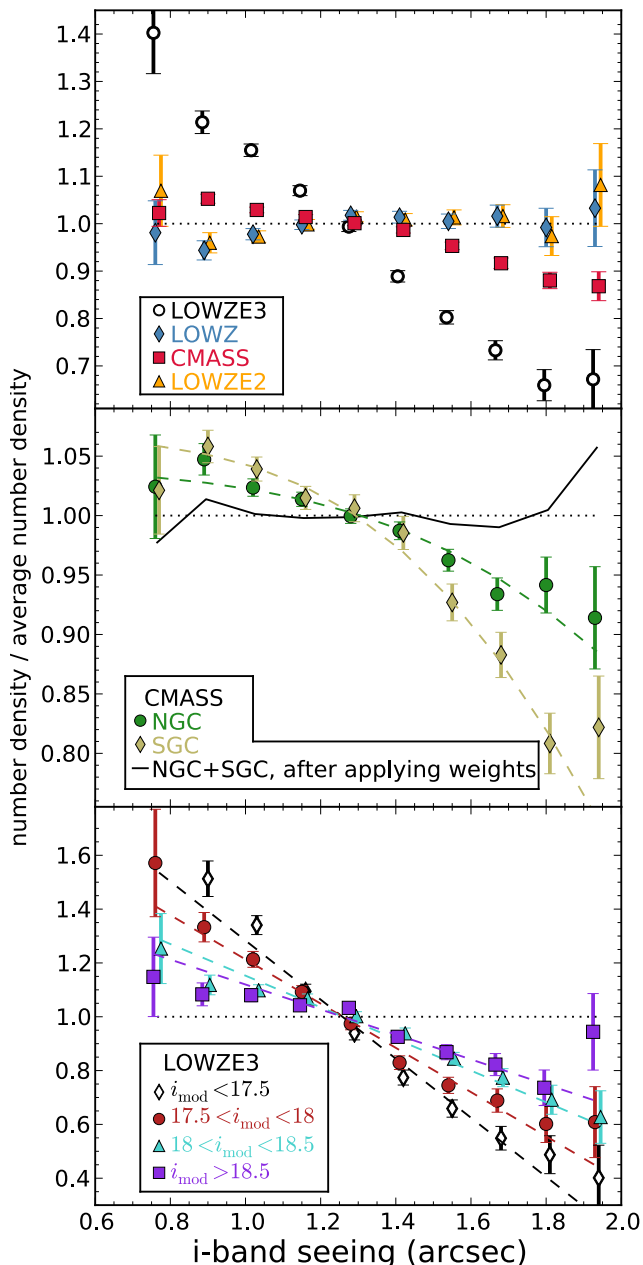 1.4
1.3
1.2
1.1
1.0
0.9
0.8
0.7
LOWZE3
LOWZ
CMASS
LOWZE2
number density / average number density
1.05
1.00
0.95
0.90
0.85
0.80
CMASS
NGC
SGC
NGC+SGC, after applying weights
1.6
1.4
1.2
1.0
0.8
0.6
0.4
LOWZE3
i_mod <17.5
17.5 < i_mod <18
18 < i_mod <18.5
i_mod >18.5
0.6 0.8 1.0 1.2 1.4 1.6 1.8 2.0
i-band seeing (arcsec)